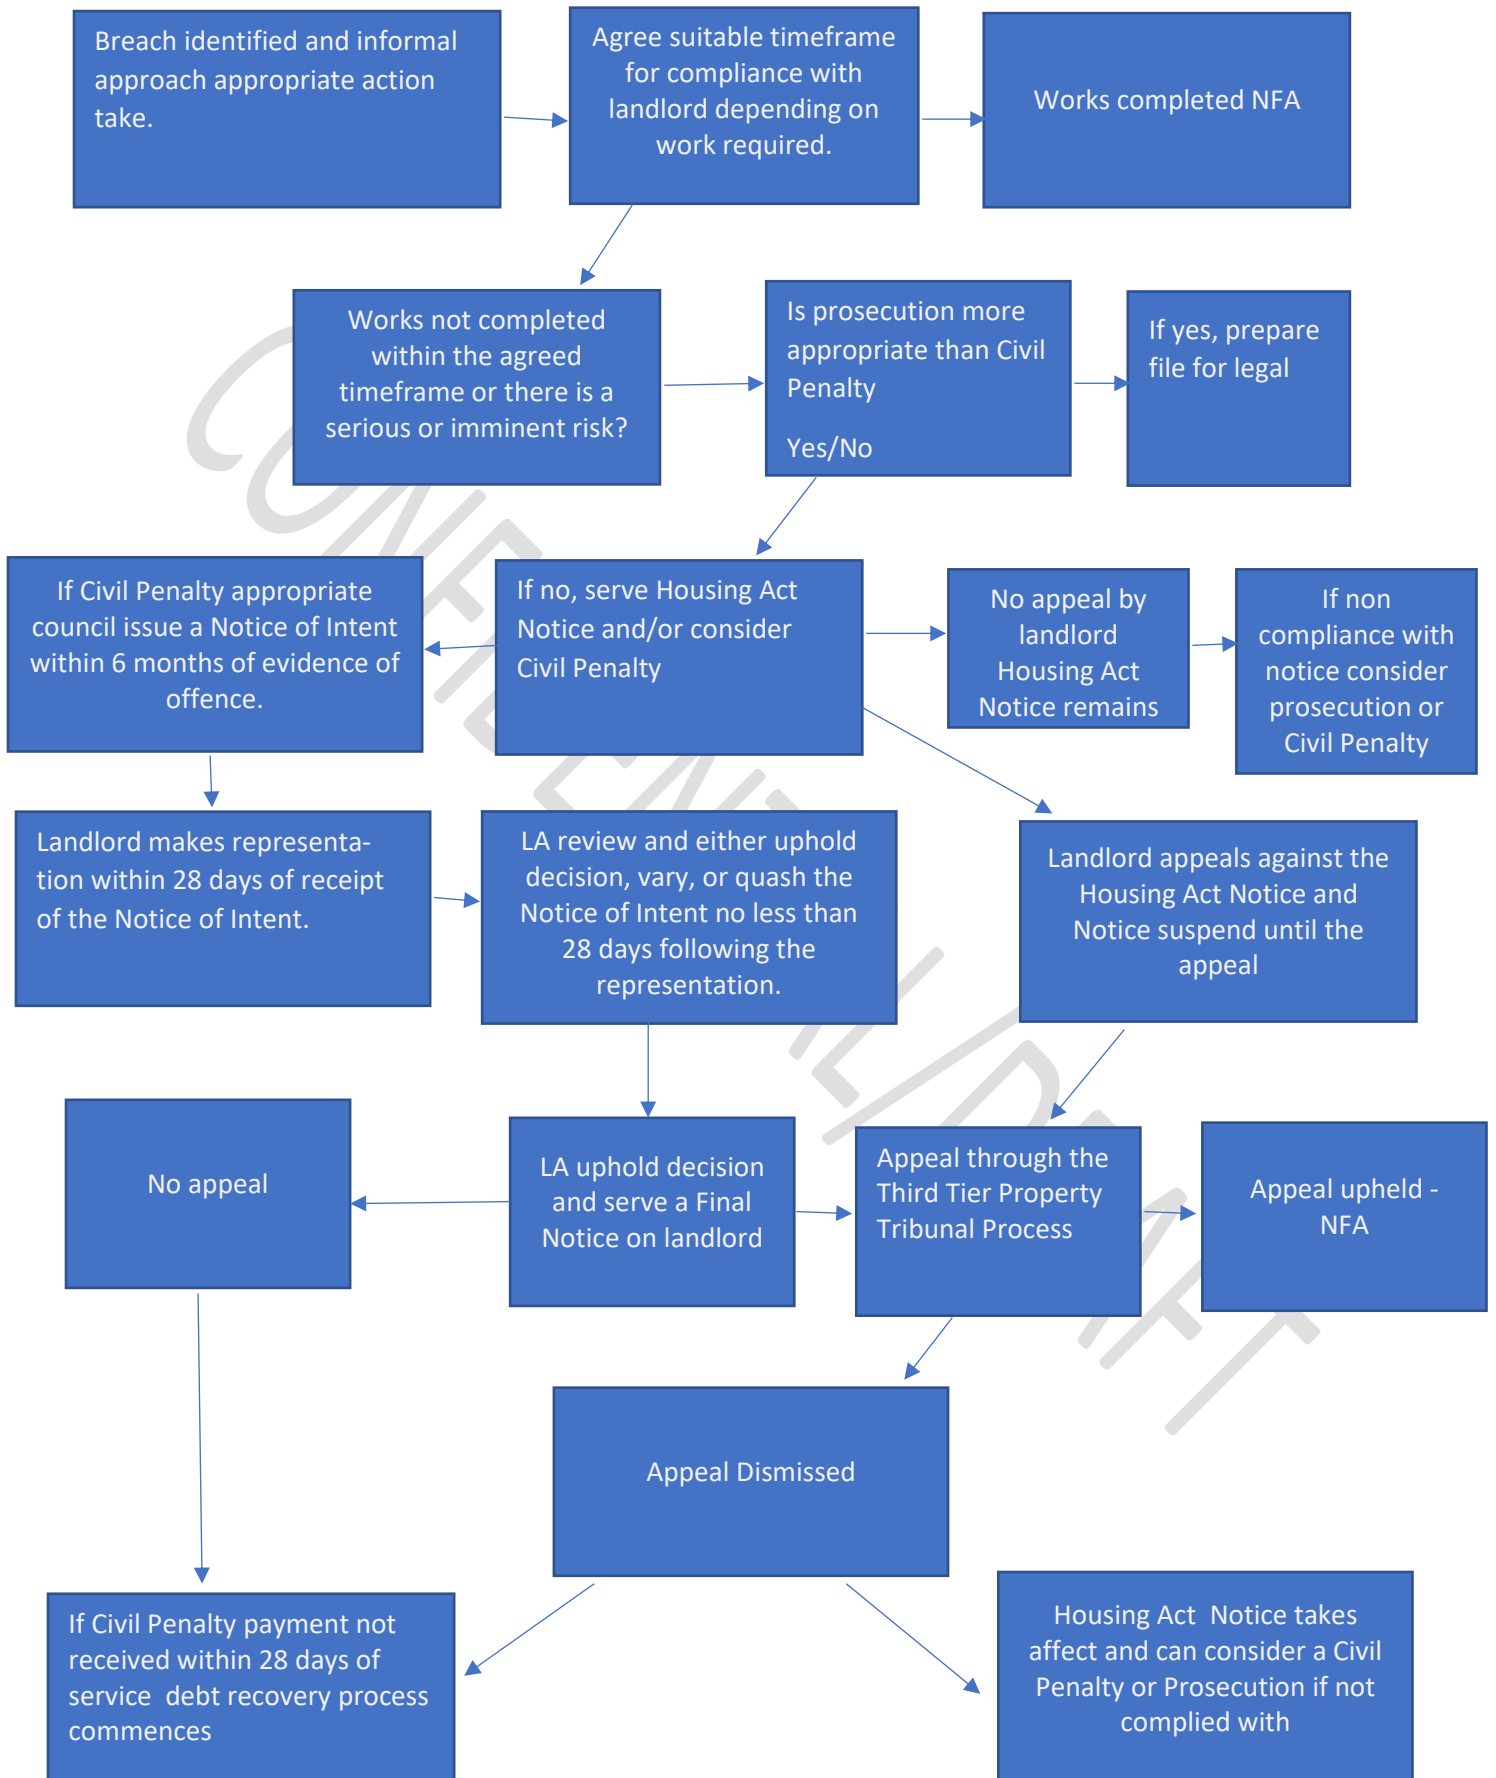 Breach identified and informal
approach appropriate action
take.
Agree suitable timeframe
for compliance with
landlord depending on
work required.
Works completed NFA
Works not completed
within the agreed
timeframe or there is a
serious or imminent risk?
Is prosecution more
appropriate than Civil
Penalty
Yes/No
If yes, prepare
file for legal
If Civil Penalty appropriate
council issue a Notice of Intent
within 6 months of evidence of
offence.
If no, serve Housing Act
Notice and/or consider
Civil Penalty
No appeal by
landlord
Housing Act
Notice remains
If non
compliance with
notice consider
prosecution or
Civil Penalty
Landlord makes representa-
tion within 28 days of receipt
of the Notice of Intent.
LA review and either uphold
decision, vary, or quash the
Notice of Intent no less than
28 days following the
representation.
Landlord appeals against the
Housing Act Notice and
Notice suspend until the
appeal
No appeal
LA uphold decision
and serve a Final
Notice on landlord
Appeal through the
Third Tier Property
Tribunal Process
Appeal upheld -
NFA
Appeal Dismissed
If Civil Penalty payment not
received within 28 days of
service  debt recovery process
commences
Housing Act  Notice takes
affect and can consider a Civil
Penalty or Prosecution if not
complied with
CONFIDENTIAL/DRAFT